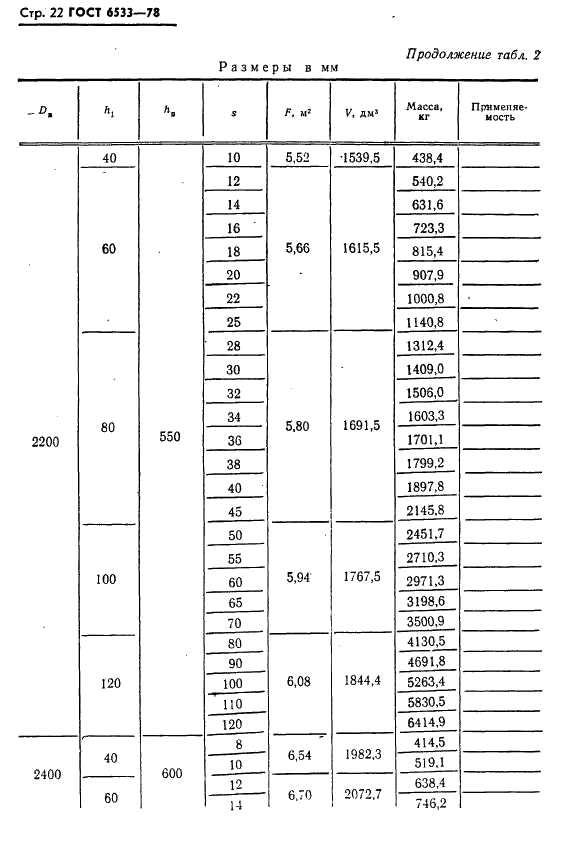 Стр. 22 ГОСТ 6533—78
Продолжение табл. 2
Размеры в мм
Dв h1 hв s F, м² V, дм³ Масса, кг Применяемость
2200 40 550 10 5,52 1539,5 438,4
60 12 5,66 1615,5 540,2
14 631,6
16 723,3
18 815,4
20 907,9
22 1000,8
25 1140,8
80 28 5,80 1691,5 1312,4
30 1409,0
32 1506,0
34 1603,3
36 1701,1
38 1799,2
40 1897,8
45 2145,8
100 50 5,94 1767,5 2451,7
55 2710,3
60 2971,3
65 3198,6
70 3500,9
120 80 6,08 1844,4 4130,5
90 4691,8
100 5263,4
110 5830,5
120 6414,9
2400 40 600 8 6,54 1982,3 414,5
10 519,1
60 12 6,70 2072,7 638,4
14 746,2